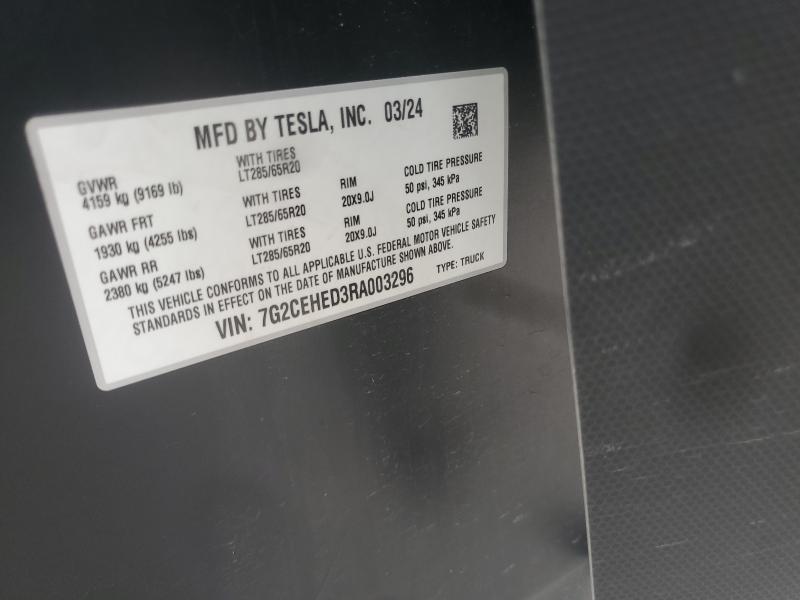 MFD BY TESLA, INC. 03/24
GVWR
4159 kg (9169 lb)
WITH TIRES
LT285/65R20
GAWR FRT
1930 kg (4255 lbs)
WITH TIRES
LT285/65R20
RIM
20X9.0J
COLD TIRE PRESSURE
50 psi, 345 kPa
GAWR RR
2380 kg (5247 lbs)
WITH TIRES
LT285/65R20
RIM
20X9.0J
COLD TIRE PRESSURE
50 psi, 345 kPa
THIS VEHICLE CONFORMS TO ALL APPLICABLE U.S. FEDERAL MOTOR VEHICLE SAFETY
STANDARDS IN EFFECT ON THE DATE OF MANUFACTURE SHOWN ABOVE.
VIN: 7G2CEHED3RA003296
TYPE: TRUCK